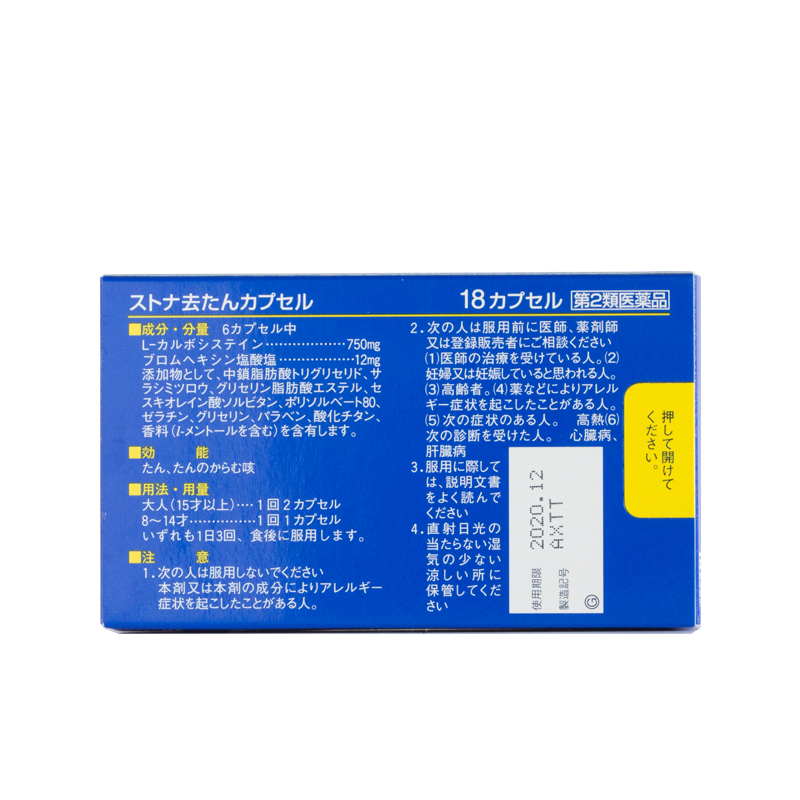 ストナ去たんカプセル
18カプセル 第2類医薬品
■成分・分量 6カプセル中
L-カルボシステイン………………750mg
ブロムヘキシン塩酸塩………………12mg
添加物として、中鎖脂肪酸トリグリセリド、サ
ラシミツロウ、グリセリン脂肪酸エステル、セ
スキオレイン酸ソルビタン、ポリソルベート80、
ゼラチン、グリセリン、パラベン、酸化チタン、
香料(l-メントールを含む)を含有します。
■効 能
たん、たんのからむ咳
■用法・用量
大人(15才以上)‥‥1回2カプセル
8〜14才……………1回1カプセル
いずれも1日3回、食後に服用します。
■注 意
1.次の人は服用しないでください
本剤又は本剤の成分によりアレルギー
症状を起こしたことがある人。
2.次の人は服用前に医師、薬剤師
又は登録販売者にご相談ください
(1)医師の治療を受けている人。(2)
妊婦又は妊娠していると思われる人。
(3)高齢者。(4)薬などによりアレル
ギー症状を起こしたことがある人。
(5)次の症状のある人。 高熱(6)
次の診断を受けた人。 心臓病、
肝臓病
3.服用に際して
は、説明文書
をよく読んで
ください
4.直射日光の
当たらない湿
気の少ない
涼しい所に
保管してくだ
さい
使用期限 2020.12
製造記号 AXTT
G
押して開けて
ください。